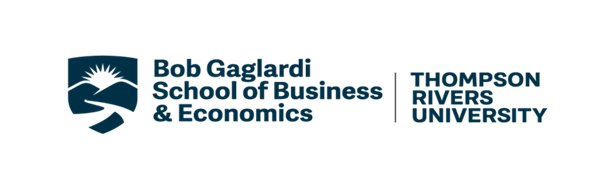 Bob Gaglardi
School of Business
& Economics
THOMPSON
RIVERS
UNIVERSITY